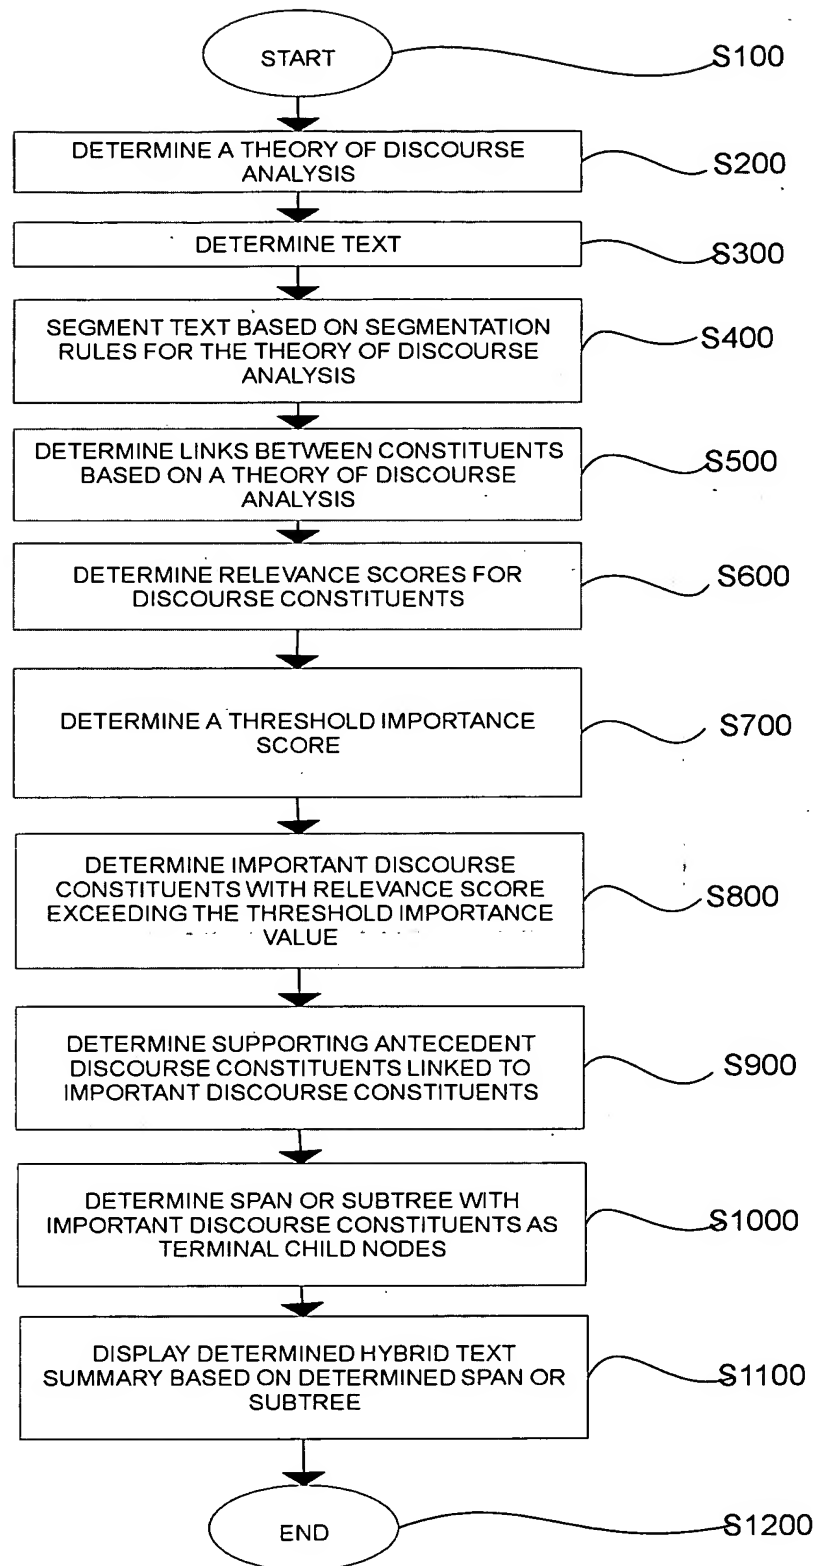 START
S100
DETERMINE A THEORY OF DISCOURSE
ANALYSIS
S200
DETERMINE TEXT
S300
SEGMENT TEXT BASED ON SEGMENTATION
RULES FOR THE THEORY OF DISCOURSE
ANALYSIS
S400
DETERMINE LINKS BETWEEN CONSTITUENTS
BASED ON A THEORY OF DISCOURSE
ANALYSIS
S500
DETERMINE RELEVANCE SCORES FOR
DISCOURSE CONSTITUENTS
S600
DETERMINE A THRESHOLD IMPORTANCE
SCORE
S700
DETERMINE IMPORTANT DISCOURSE
CONSTITUENTS WITH RELEVANCE SCORE
EXCEEDING THE THRESHOLD IMPORTANCE
VALUE
S800
DETERMINE SUPPORTING ANTECEDENT
DISCOURSE CONSTITUENTS LINKED TO
IMPORTANT DISCOURSE CONSTITUENTS
S900
DETERMINE SPAN OR SUBTREE WITH
IMPORTANT DISCOURSE CONSTITUENTS AS
TERMINAL CHILD NODES
S1000
DISPLAY DETERMINED HYBRID TEXT
SUMMARY BASED ON DETERMINED SPAN OR
SUBTREE
S1100
END
S1200